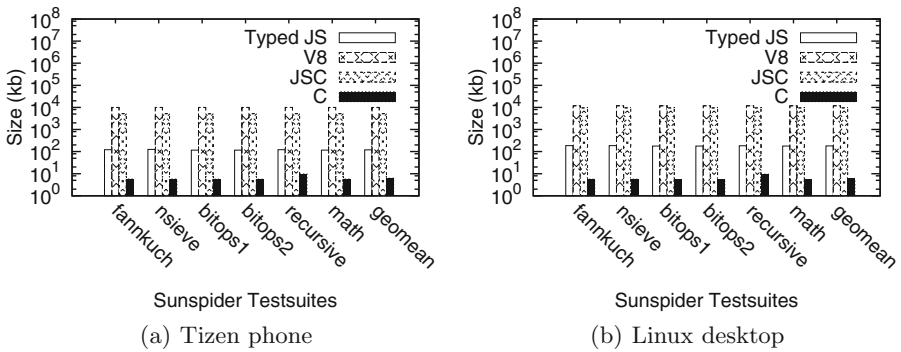 10^8
10^7
10^6
10^5
10^4
10^3
10^2
10^1
10^0
Size (kb)
Typed JS
V8
JSC
C
fannkuch
nsieve
bitops1
bitops2
recursive
math
geomean
Sunspider Testsuites
(a) Tizen phone
10^8
10^7
10^6
10^5
10^4
10^3
10^2
10^1
10^0
Size (kb)
Typed JS
V8
JSC
C
fannkuch
nsieve
bitops1
bitops2
recursive
math
geomean
Sunspider Testsuites
(b) Linux desktop